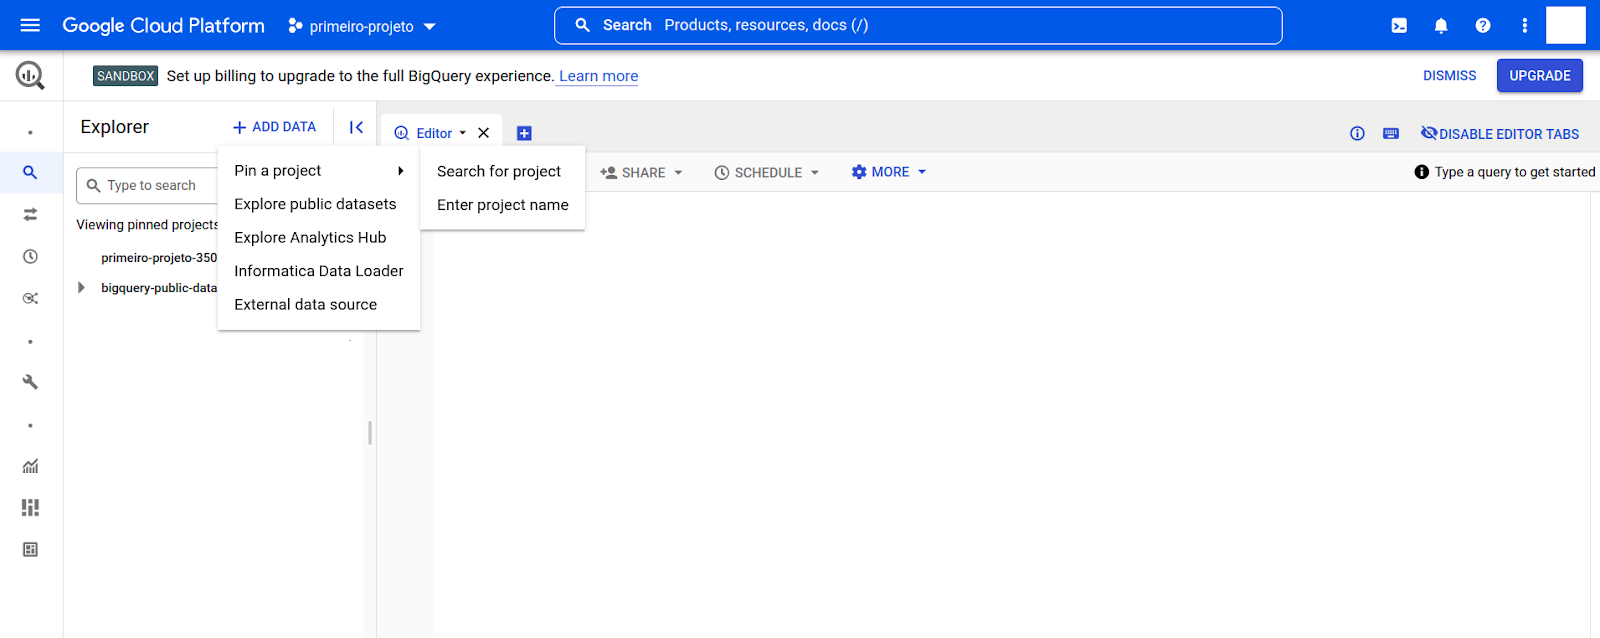 Google Cloud Platform primeiro-projeto Search Products, resources, docs (/)
SANDBOX Set up billing to upgrade to the full BigQuery experience. Learn more DISMISS UPGRADE
Explorer + ADD DATA Editor DISABLE EDITOR TABS
Type to search
Viewing pinned projects
primeiro-projeto-350
bigquery-public-data
Pin a project
Explore public datasets
Explore Analytics Hub
Informatica Data Loader
External data source
Search for project
Enter project name
SHARE SCHEDULE MORE Type a query to get started